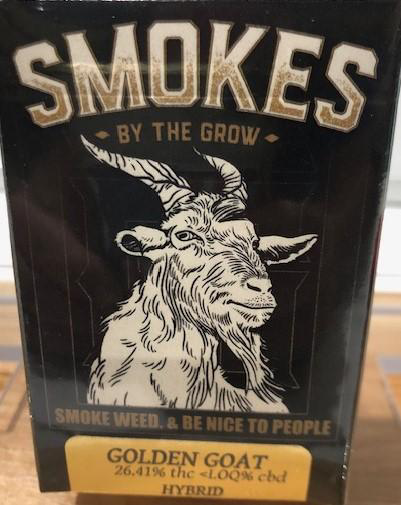 SMOKES
BY THE GROW
SMOKE WEED. & BE NICE TO PEOPLE
GOLDEN GOAT
26.41% thc <LOQ% cbd
HYBRID